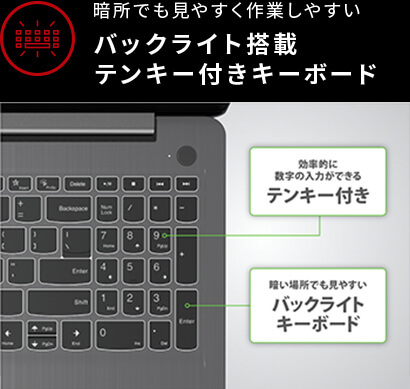 暗所でも見やすく作業しやすい
バックライト搭載
テンキー付きキーボード
効率的に
数字の入力ができる
テンキー付き
暗い場所でも見やすい
バックライト
キーボード
Delete
Backspace
Num
Lock
/
*
-
7
Home
8
9
PgUp
+
Enter
4
5
6
Shift
1
End
2
3
PgDn
Enter
PgUp
Home
PgDn
End
0
Ins
.
Del